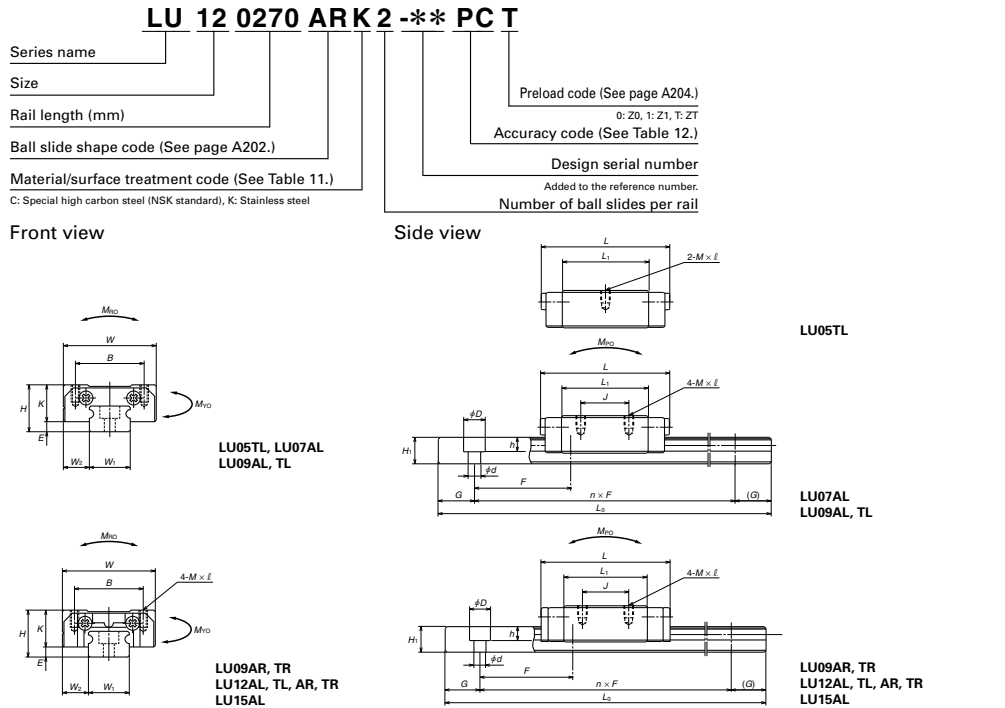 LU 12 0270 AR K 2 -** PC T
Series name
Size
Rail length (mm)
Ball slide shape code (See page A202.)
Material/surface treatment code (See Table 11.)
C: Special high carbon steel (NSK standard), K: Stainless steel
Preload code (See page A204.)
0: Z0, 1: Z1, T: ZT
Accuracy code (See Table 12.)
Design serial number
Added to the reference number.
Number of ball slides per rail
Front view
Side view
L
L1
2-M × ℓ
LU05TL
MRO
W
B
H
K
E
MYO
W2
W1
LU05TL, LU07AL
LU09AL, TL
MPO
L
L1
J
4-M × ℓ
ϕD
h
H1
ϕd
F
G
n × F
(G)
L0
LU07AL
LU09AL, TL
MRO
W
B
4-M × ℓ
H
K
E
MYO
W2
W1
LU09AR, TR
LU12AL, TL, AR, TR
LU15AL
MPO
L
L1
J
4-M × ℓ
ϕD
h
H1
ϕd
F
G
n × F
(G)
L0
LU09AR, TR
LU12AL, TL, AR, TR
LU15AL